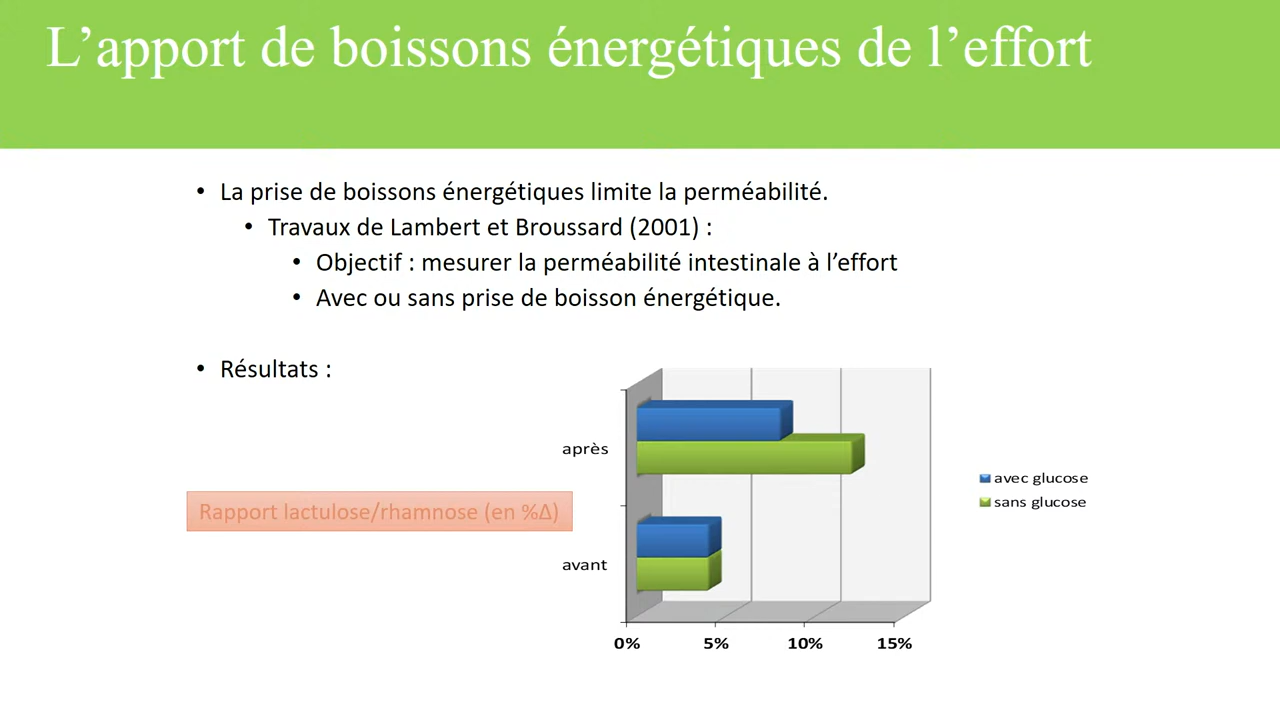 L’apport de boissons énergétiques de l’effort
• La prise de boissons énergétiques limite la perméabilité.
• Travaux de Lambert et Broussard (2001) :
• Objectif : mesurer la perméabilité intestinale à l’effort
• Avec ou sans prise de boisson énergétique.
• Résultats :
après
avec glucose
sans glucose
Rapport lactulose/rhamnose (en %Δ)
avant
0% 5% 10% 15%